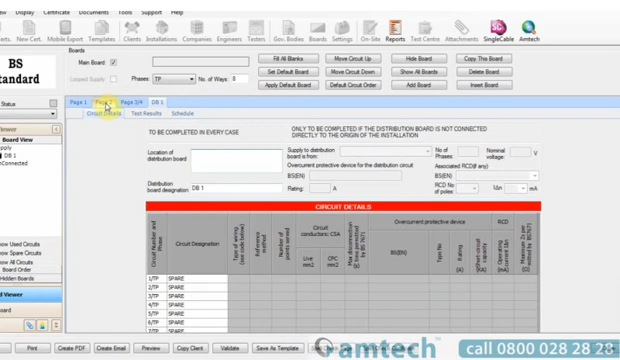 View Display Certificate Documents Tools Support Help
Certs. New Cert. Mobile Export Templates Clients Installations Companies Engineers Testers Gov. Bodies Boards Settings On-Site Reports Test Centre Attachments SingleCable Amtech
BS
Standard
Status
Viewer
Board View
DB 1
Connected
Show Used Circuits
Show Spare Circuits
Show All Circuits
Board Order
Hidden Boards
Viewer
Boards
Main Board
Looped Supply
Phases: TP
No. of Ways: 8
Fill All Blanks Move Circuit Up Hide Board Copy This Board
Set Default Board Move Circuit Down Show All Boards Delete Board
Apply Default Board Default Circuit Order Add Board Insert Board
Page 1 Page 2 Page 3/4 DB 1
Circuit Details Test Results Schedule
TO BE COMPLETED IN EVERY CASE
ONLY TO BE COMPLETED IF THE DISTRIBUTION BOARD IS NOT CONNECTED
DIRECTLY TO THE ORIGIN OF THE INSTALLATION
Location of
distribution board
Distribution
board designation DB 1
Supply to distribution
board is from:
No of
Phases:
Nominal
voltage:
V
Overcurrent protective device for the distribution circuit
BS(EN)
Rating: A
Associated RCD(if any)
BS(EN)
RCD No
of poles:
IΔn mA
CIRCUIT DETAILS
Circuit Number and
Phase
Circuit Designation
Type of wiring
(see code below)
Reference
method
Number of
points served
Circuit
conductors: CSA
Live
mm2
CPC
mm2
Max disconnection
time permitted
by BS 7671
Overcurrent protective device
BS(EN)
Type No
Rating
(A)
Short-circuit
capacity
(kA)
RCD
Operating
current IΔn
(mA)
Maximum Zs per
mitted by BS7671
1/TP SPARE
2/TP SPARE
3/TP SPARE
4/TP SPARE
5/TP SPARE
6/TP SPARE
7/TP SPARE
Print Create PDF Create Email Preview Copy Client Validate Save As Template
amtech call 0800 028 28 28